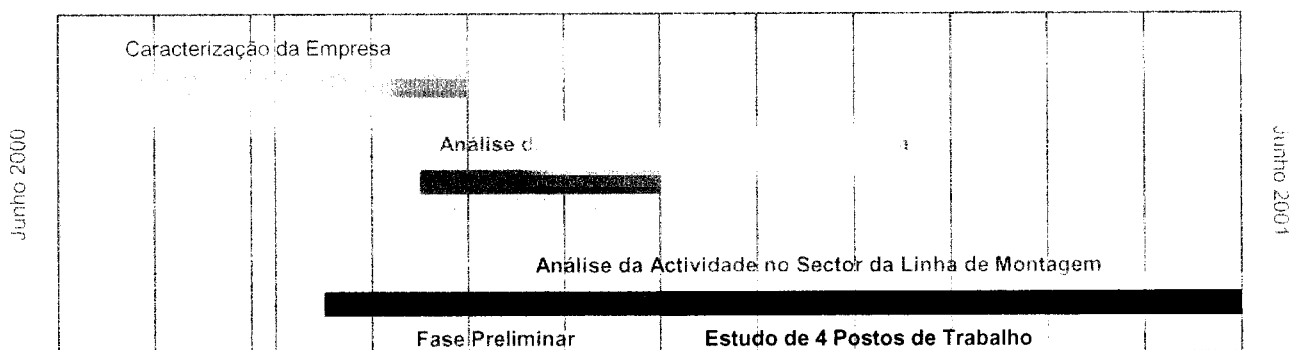 Caracterização da Empresa
Junho 2000
Análise
Junho 2001
Análise da Actividade no Sector da Linha de Montagem
Fase Preliminar
Estudo de 4 Postos de Trabalho